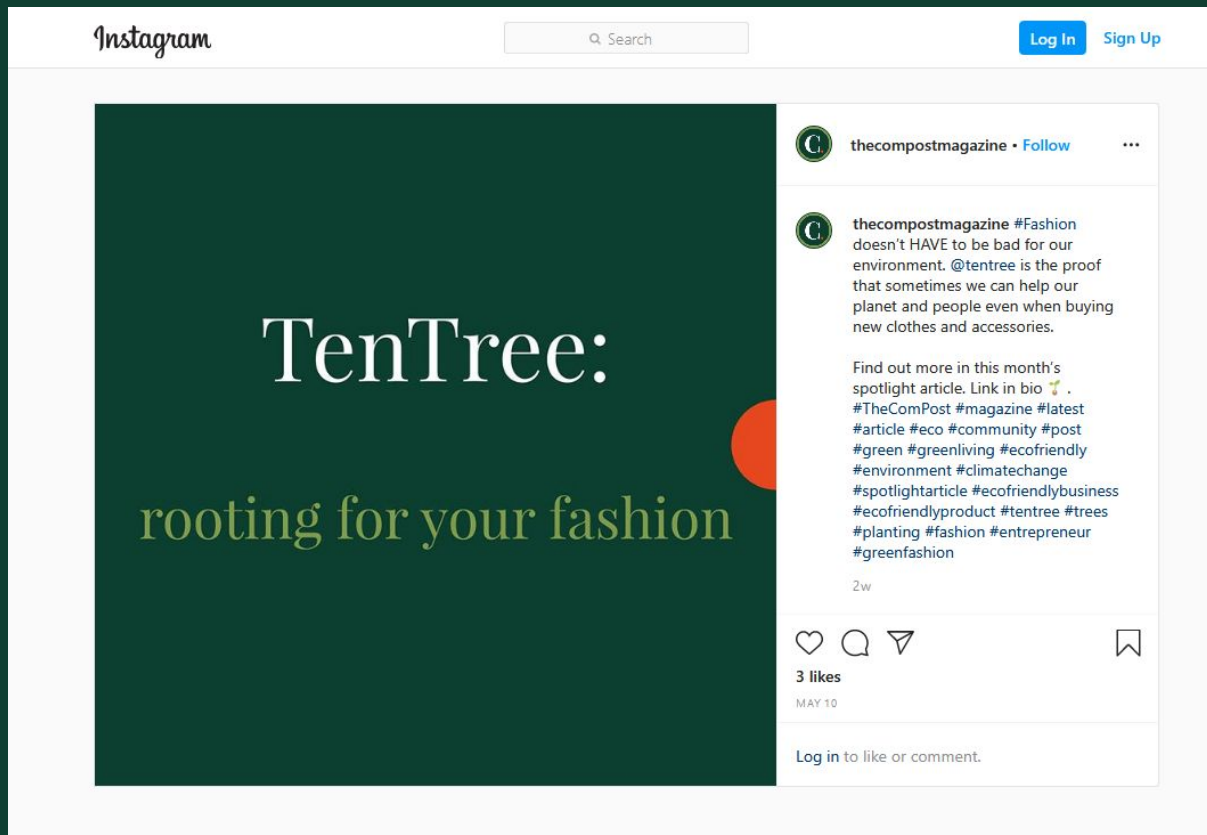 Instagram
Search
Log In
Sign Up
TenTree:
rooting for your fashion
C.
thecompostmagazine • Follow
C.
thecompostmagazine #Fashion
doesn't HAVE to be bad for our
environment. @tentree is the proof
that sometimes we can help our
planet and people even when buying
new clothes and accessories.
Find out more in this month's
spotlight article. Link in bio 🌱 .
#TheComPost #magazine #latest
#article #eco #community #post
#green #greenliving #ecofriendly
#environment #climatechange
#spotlightarticle #ecofriendlybusiness
#ecofriendlyproduct #tentree #trees
#planting #fashion #entrepreneur
#greenfashion
2w
3 likes
MAY 10
Log in to like or comment.